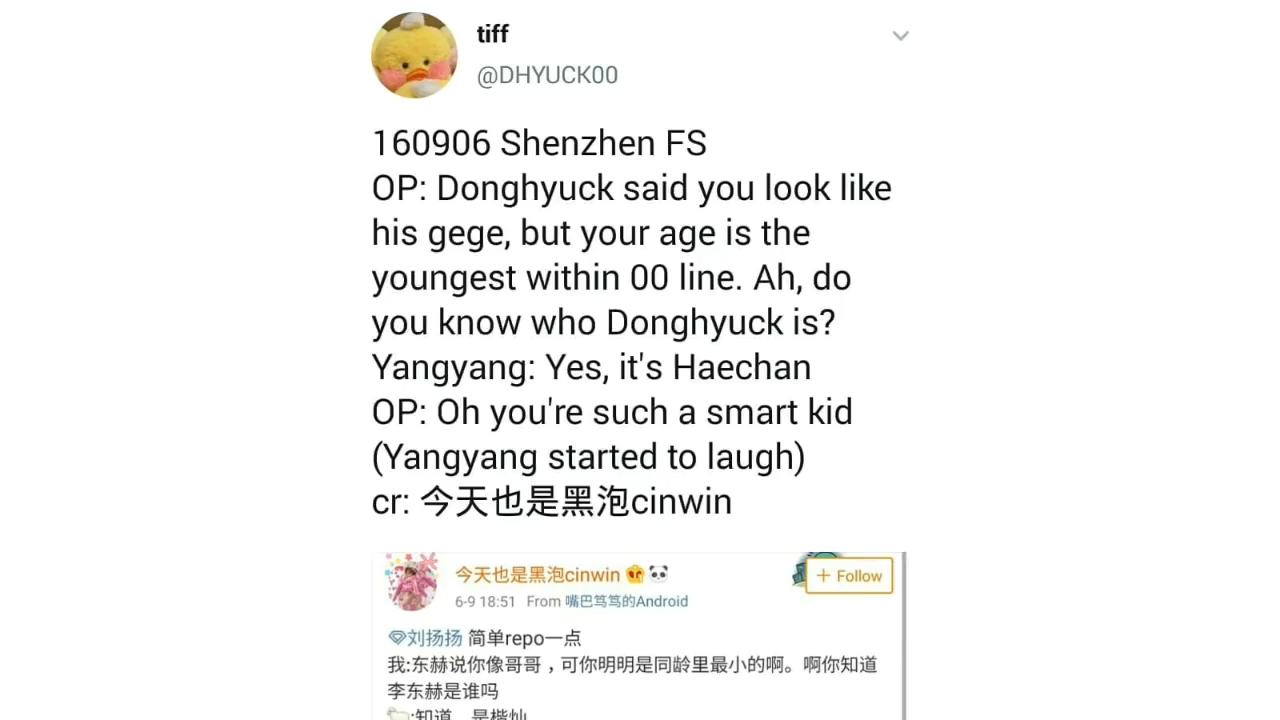 tiff
@DHYUCK00
160906 Shenzhen FS
OP: Donghyuck said you look like
his gege, but your age is the
youngest within 00 line. Ah, do
you know who Donghyuck is?
Yangyang: Yes, it's Haechan
OP: Oh you're such a smart kid
(Yangyang started to laugh)
cr: 今天也是黑泡cinwin
今天也是黑泡cinwin
+ Follow
6-9 18:51 From 嘴巴笃笃的Android
刘扬扬 简单repo一点
我:东赫说你像哥哥，可你明明是同龄里最小的啊。啊你知道
李东赫是谁吗
:知道，是楷灿